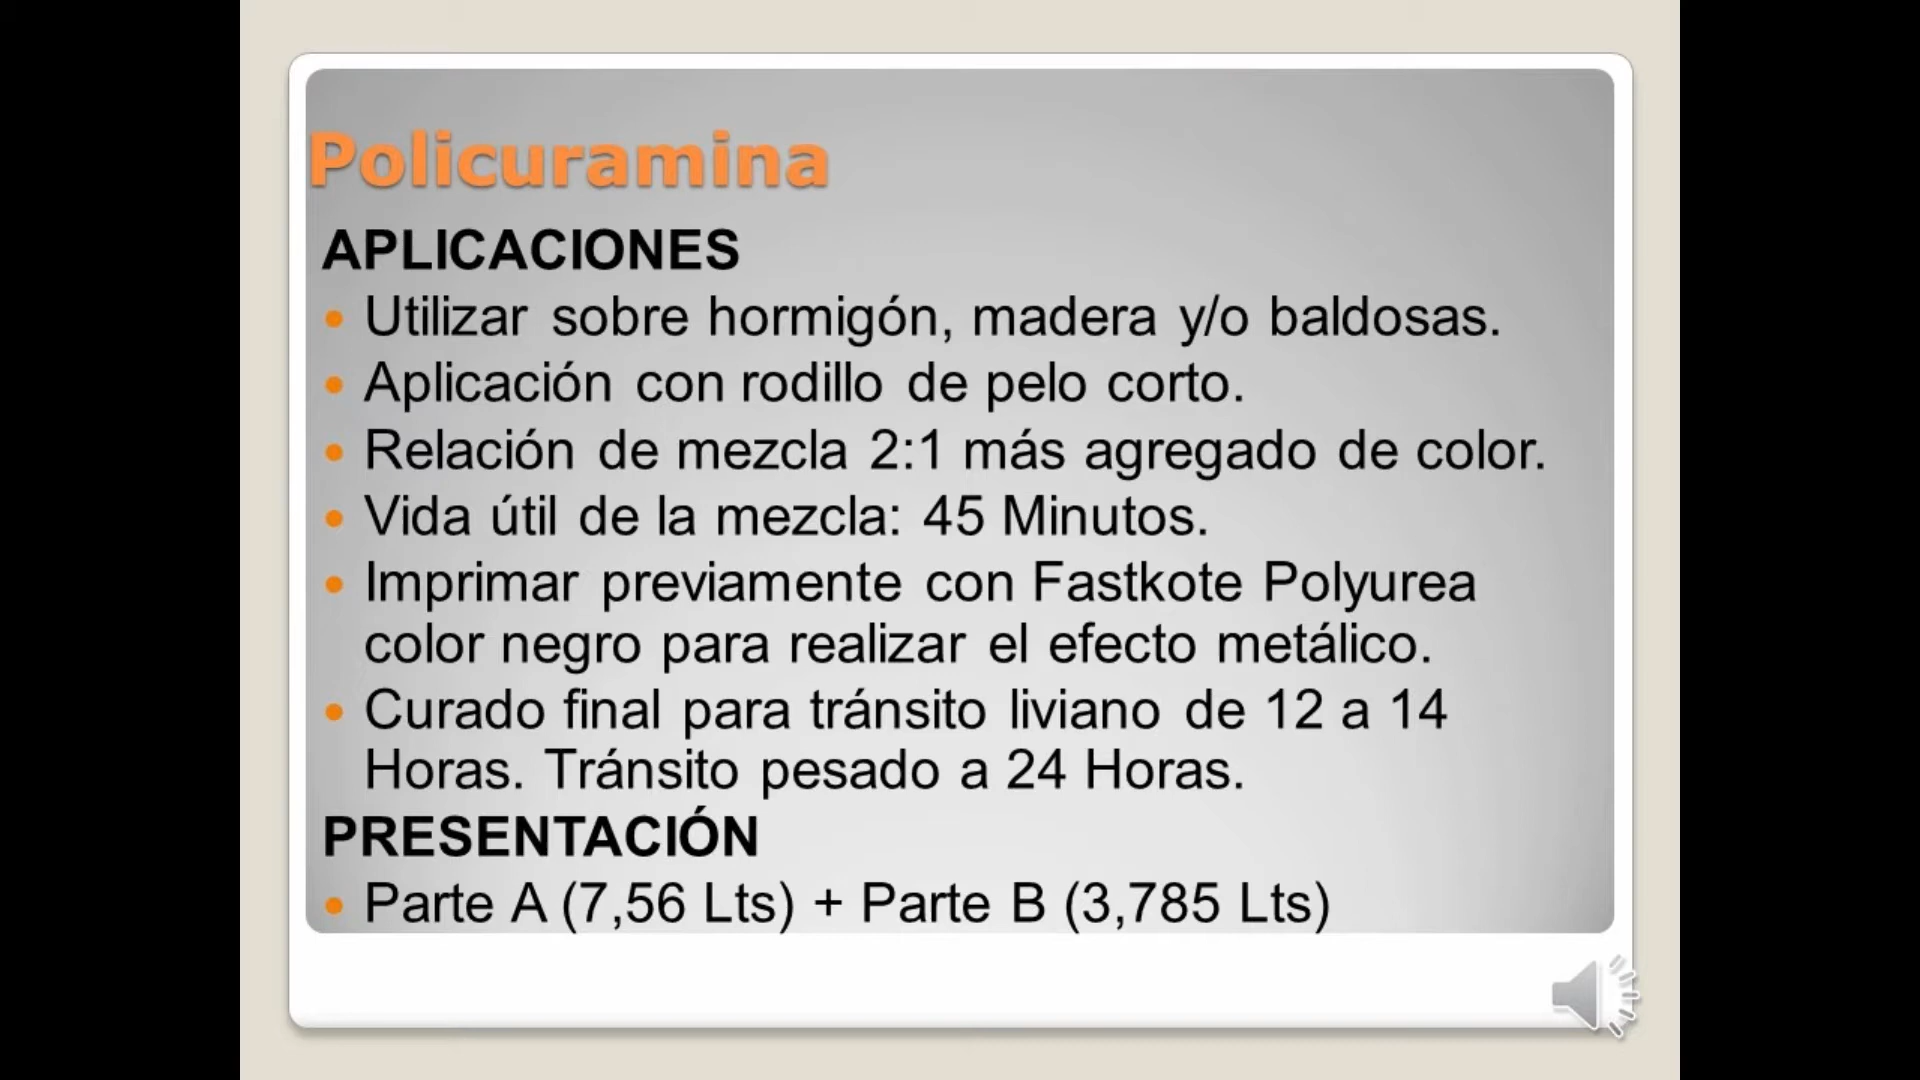 Policuramina
APLICACIONES
• Utilizar sobre hormigón, madera y/o baldosas.
• Aplicación con rodillo de pelo corto.
• Relación de mezcla 2:1 más agregado de color.
• Vida útil de la mezcla: 45 Minutos.
• Imprimar previamente con Fastkote Polyurea
color negro para realizar el efecto metálico.
• Curado final para tránsito liviano de 12 a 14
Horas. Tránsito pesado a 24 Horas.
PRESENTACIÓN
• Parte A (7,56 Lts) + Parte B (3,785 Lts)